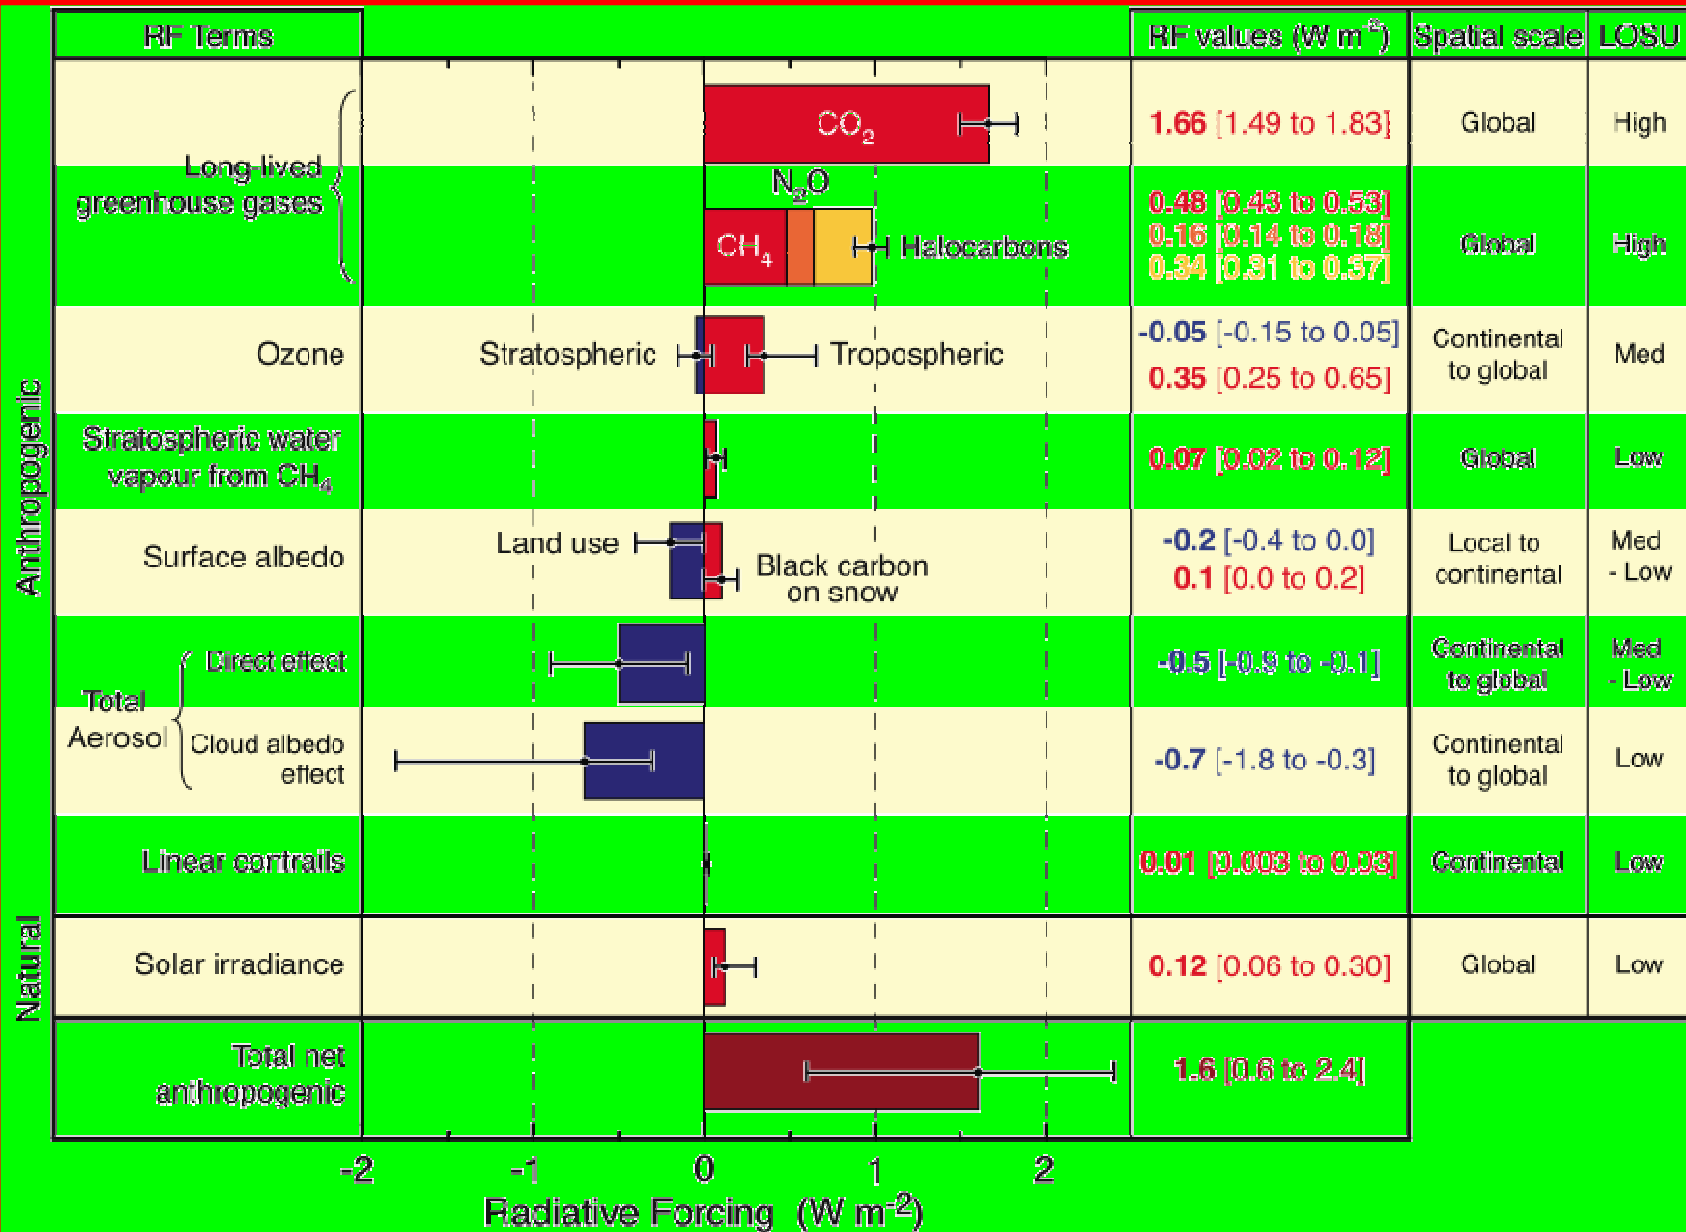 RF Terms
RF values (W m⁻²)
Spatial scale
LOSU
Anthropogenic
Long-lived
greenhouse gases
CO₂
1.66 [1.49 to 1.83]
Global
High
N₂O
CH₄
Halocarbons
0.48 [0.43 to 0.53]
0.16 [0.14 to 0.18]
0.34 [0.31 to 0.37]
Global
High
Ozone
Stratospheric
Tropospheric
-0.05 [-0.15 to 0.05]
0.35 [0.25 to 0.65]
Continental
to global
Med
Stratospheric water
vapour from CH₄
0.07 [0.02 to 0.12]
Global
Low
Surface albedo
Land use
Black carbon
on snow
-0.2 [-0.4 to 0.0]
0.1 [0.0 to 0.2]
Local to
continental
Med
- Low
Total
Aerosol
Direct effect
-0.5 [-0.9 to -0.1]
Continental
to global
Med
- Low
Cloud albedo
effect
-0.7 [-1.8 to -0.3]
Continental
to global
Low
Linear contrails
0.01 [0.003 to 0.03]
Continental
Low
Natural
Solar irradiance
0.12 [0.06 to 0.30]
Global
Low
Total net
anthropogenic
1.6 [0.6 to 2.4]
-2 -1 0 1 2
Radiative Forcing (W m⁻²)